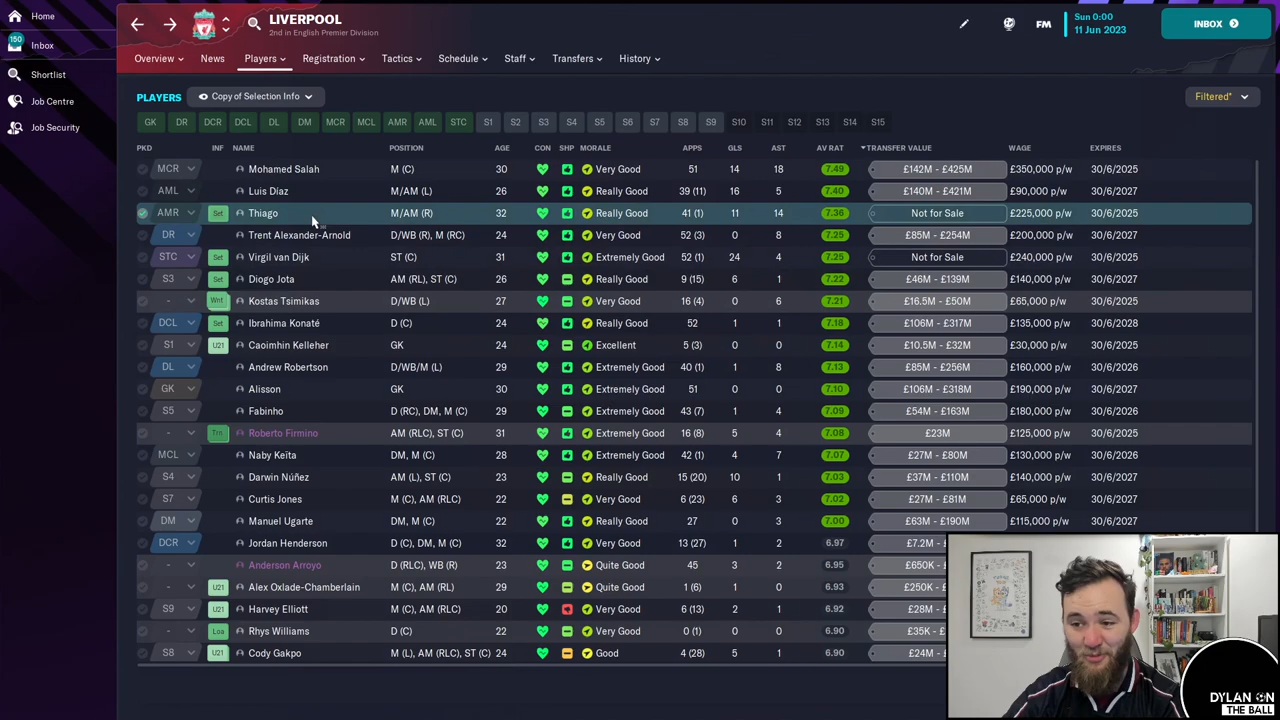 Home
150
Inbox
Shortlist
Job Centre
Job Security
LIVERPOOL
2nd in English Premier Division
FM
Sun 0:00
11 Jun 2023
INBOX
Overview
News
Players
Registration
Tactics
Schedule
Staff
Transfers
History
PLAYERS
Copy of Selection Info
Filtered*
GK DR DCR DCL DL DM MCR MCL AMR AML STC S1 S2 S3 S4 S5 S6 S7 S8 S9 S10 S11 S12 S13 S14 S15
PKD INF NAME POSITION AGE CON SHP MORALE APPS GLS AST AV RAT TRANSFER VALUE WAGE EXPIRES
MCR Mohamed Salah M (C) 30 Very Good 51 14 18 7.49 £142M - £425M £350,000 p/w 30/6/2025
AML Luis Díaz M/AM (L) 26 Really Good 39 (11) 16 5 7.40 £140M - £421M £90,000 p/w 30/6/2027
AMR Set Thiago M/AM (R) 32 Really Good 41 (1) 11 14 7.36 Not for Sale £225,000 p/w 30/6/2025
DR Trent Alexander-Arnold D/WB (R), M (RC) 24 Very Good 52 (3) 0 8 7.25 £85M - £254M £200,000 p/w 30/6/2025
STC Set Virgil van Dijk ST (C) 31 Extremely Good 52 (1) 24 4 7.25 Not for Sale £240,000 p/w 30/6/2025
S3 Set Diogo Jota AM (RL), ST (C) 26 Really Good 9 (15) 6 1 7.22 £46M - £139M £140,000 p/w 30/6/2027
- Wnt Kostas Tsimikas D/WB (L) 27 Very Good 16 (4) 0 6 7.21 £16.5M - £50M £65,000 p/w 30/6/2025
DCL Set Ibrahima Konaté D (C) 24 Really Good 52 1 1 7.18 £106M - £317M £135,000 p/w 30/6/2028
S1 U21 Caoimhin Kelleher GK 24 Excellent 5 (3) 0 0 7.14 £10.5M - £32M £30,000 p/w 30/6/2026
DL Andrew Robertson D/WB/M (L) 29 Extremely Good 40 (1) 1 8 7.13 £85M - £256M £160,000 p/w 30/6/2026
GK Alisson GK 30 Extremely Good 51 0 0 7.10 £106M - £318M £190,000 p/w 30/6/2027
S5 Fabinho D (RC), DM, M (C) 29 Extremely Good 43 (7) 1 4 7.09 £54M - £163M £180,000 p/w 30/6/2026
- Trn Roberto Firmino AM (RLC), ST (C) 31 Extremely Good 16 (8) 5 4 7.08 £23M £125,000 p/w 30/6/2025
MCL Naby Keïta DM, M (C) 28 Extremely Good 42 (1) 4 7 7.07 £27M - £80M £130,000 p/w 30/6/2026
S4 Darwin Núñez AM (L), ST (C) 23 Really Good 15 (20) 10 1 7.03 £37M - £110M £140,000 p/w 30/6/2028
S7 Curtis Jones M (C), AM (RLC) 22 Very Good 6 (23) 6 3 7.02 £27M - £81M £65,000 p/w 30/6/2027
DM Manuel Ugarte DM, M (C) 22 Really Good 27 0 3 7.00 £63M - £190M £115,000 p/w 30/6/2027
DCR Jordan Henderson D (C), DM, M (C) 32 Very Good 13 (27) 1 2 6.97 £7.2M -
- Anderson Arroyo D (RLC), WB (R) 23 Quite Good 45 3 2 6.95 £650K -
- U21 Alex Oxlade-Chamberlain M (C), AM (RL) 29 Quite Good 1 (6) 1 0 6.93 £250K -
S9 U21 Harvey Elliott M (C), AM (RLC) 20 Very Good 6 (13) 2 1 6.92 £28M -
- Loa Rhys Williams D (C) 22 Very Good 0 (1) 0 0 6.90 £35K -
S8 U21 Cody Gakpo M (L), AM (RLC), ST (C) 24 Good 4 (28) 5 1 6.90 £24M -
DYLAN ON
THE BALL